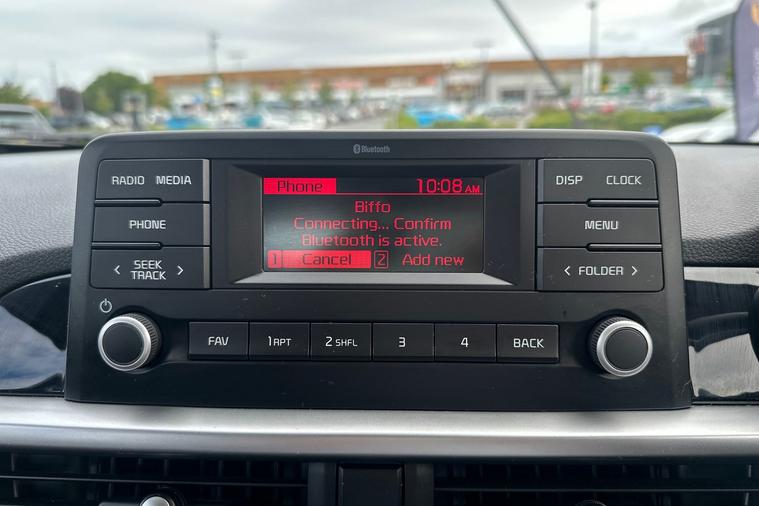 Bluetooth
RADIO MEDIA
PHONE
SEEK
TRACK
Phone 10:08 AM
Biffo
Connecting... Confirm
Bluetooth is active.
1 Cancel 2 Add new
DISP CLOCK
MENU
FOLDER
FAV 1 RPT 2 SHFL 3 4 BACK